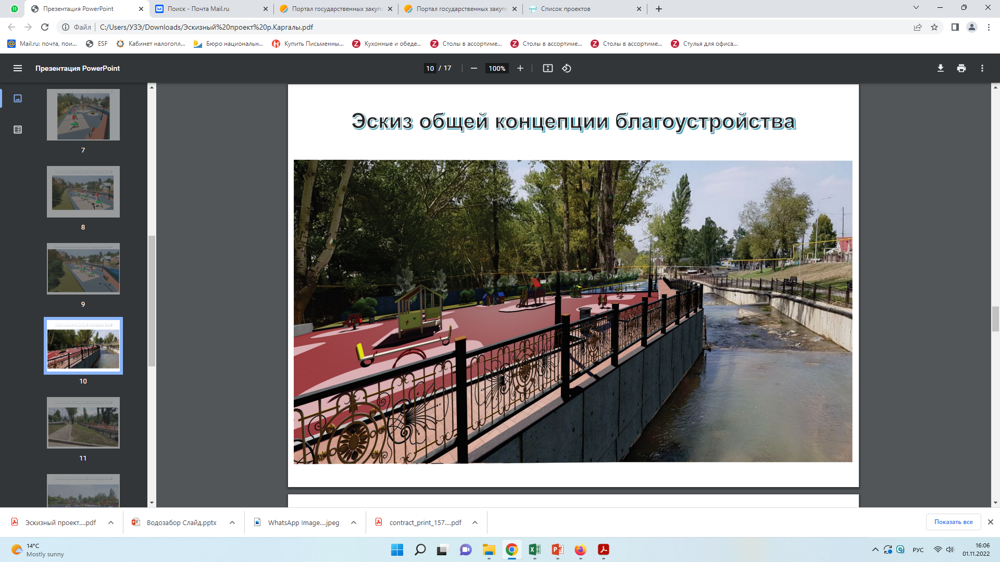 Презентация PowerPoint
Поиск - Почта Mail.ru
Портал государственных закуп
Портал государственных закуп
epsd
Список проектов
Файл
C:/Users/УЗЭ/Downloads/Эскизный%20проект%20р.Каргалы.pdf
Mail.ru: почта, пои...
ESF
Кабинет налогопл...
Бюро национальн...
Купить Письменны...
Кухонные и обеде...
Столы в ассортиме...
Столы в ассортиме...
Столы в ассортиме...
Стулья для офиса...
Презентация PowerPoint
10 / 17
100%
7
8
9
10
11
Эскиз общей концепции благоустройства
Эскизный проект....pdf
Водозабор Слайд.pptx
WhatsApp Image....jpeg
contract_print_157....pdf
Показать все
14°C
Mostly sunny
РУС
16:06
01.11.2022